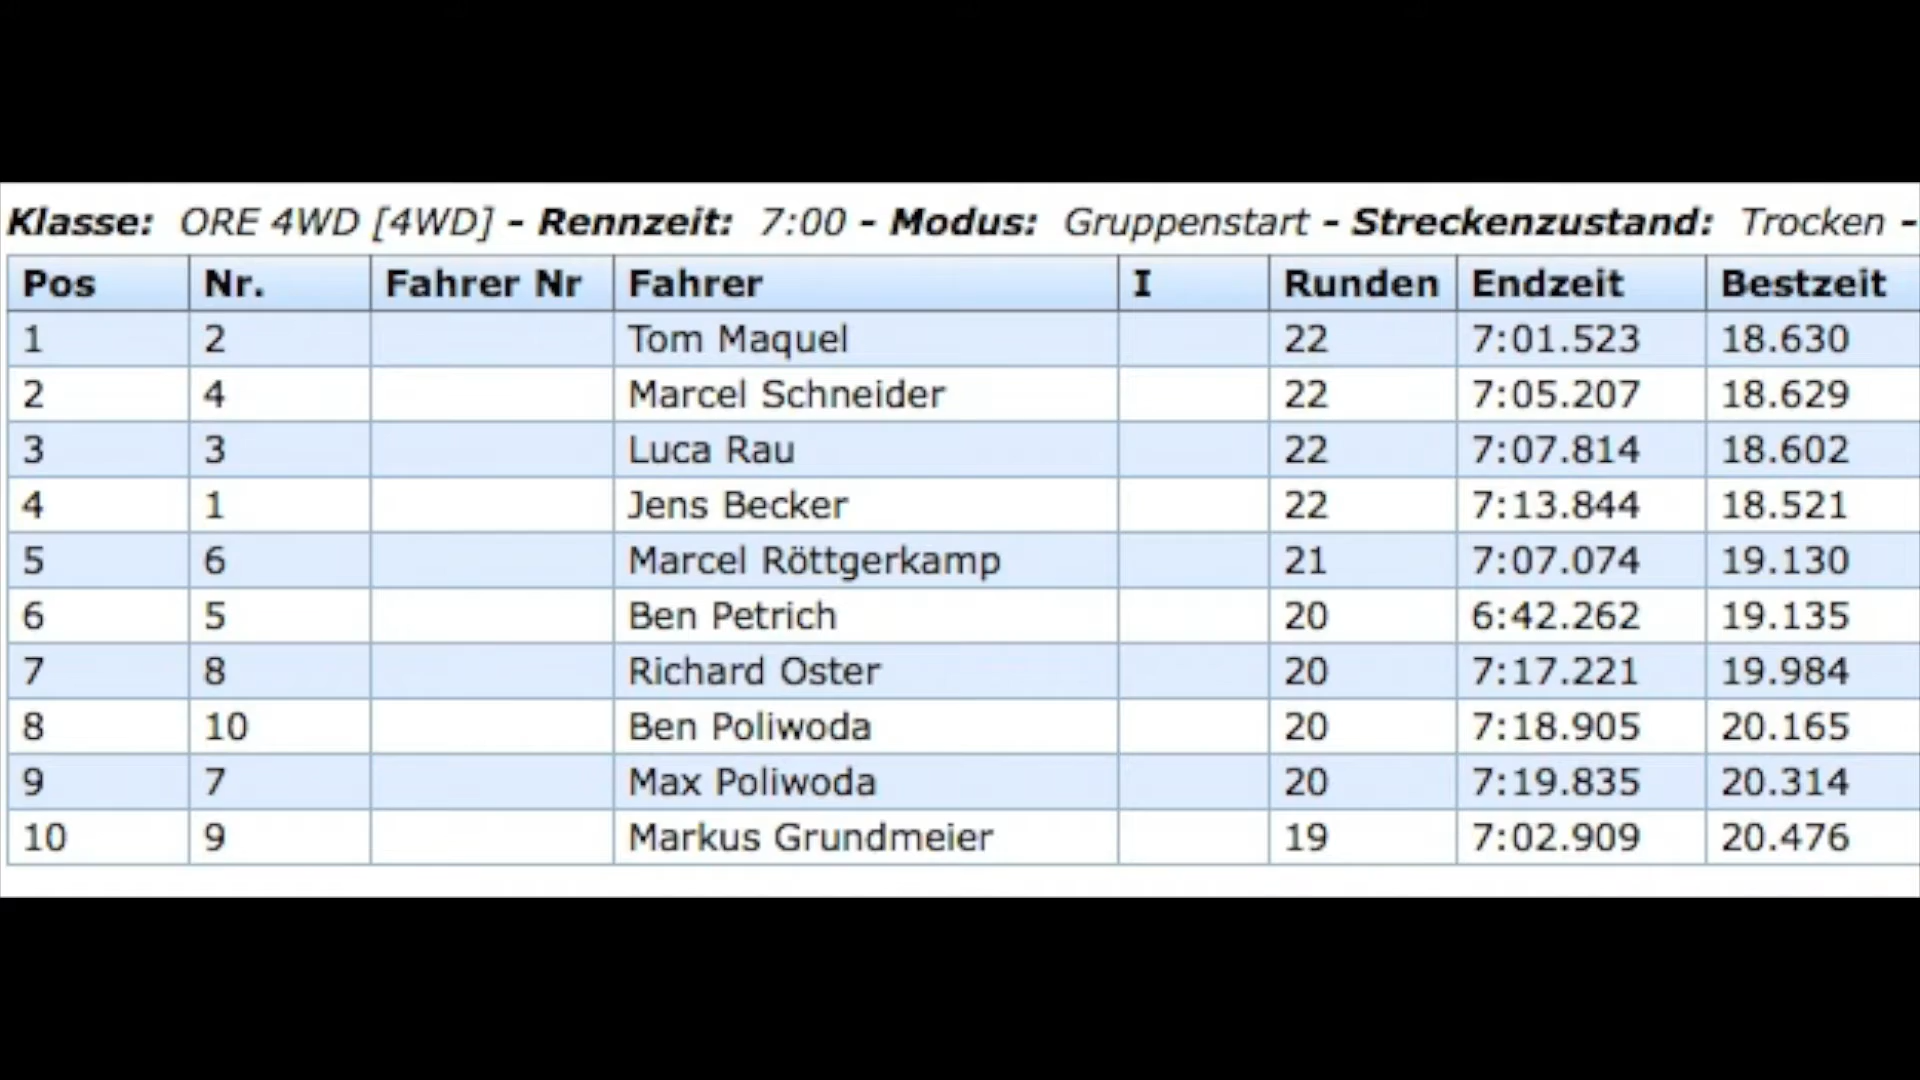 Klasse: ORE 4WD [4WD] - Rennzeit: 7:00 - Modus: Gruppenstart - Streckenzustand: Trocken -
Pos Nr. Fahrer Nr Fahrer I Runden Endzeit Bestzeit
1 2 Tom Maquel 22 7:01.523 18.630
2 4 Marcel Schneider 22 7:05.207 18.629
3 3 Luca Rau 22 7:07.814 18.602
4 1 Jens Becker 22 7:13.844 18.521
5 6 Marcel Röttgerkamp 21 7:07.074 19.130
6 5 Ben Petrich 20 6:42.262 19.135
7 8 Richard Oster 20 7:17.221 19.984
8 10 Ben Poliwoda 20 7:18.905 20.165
9 7 Max Poliwoda 20 7:19.835 20.314
10 9 Markus Grundmeier 19 7:02.909 20.476